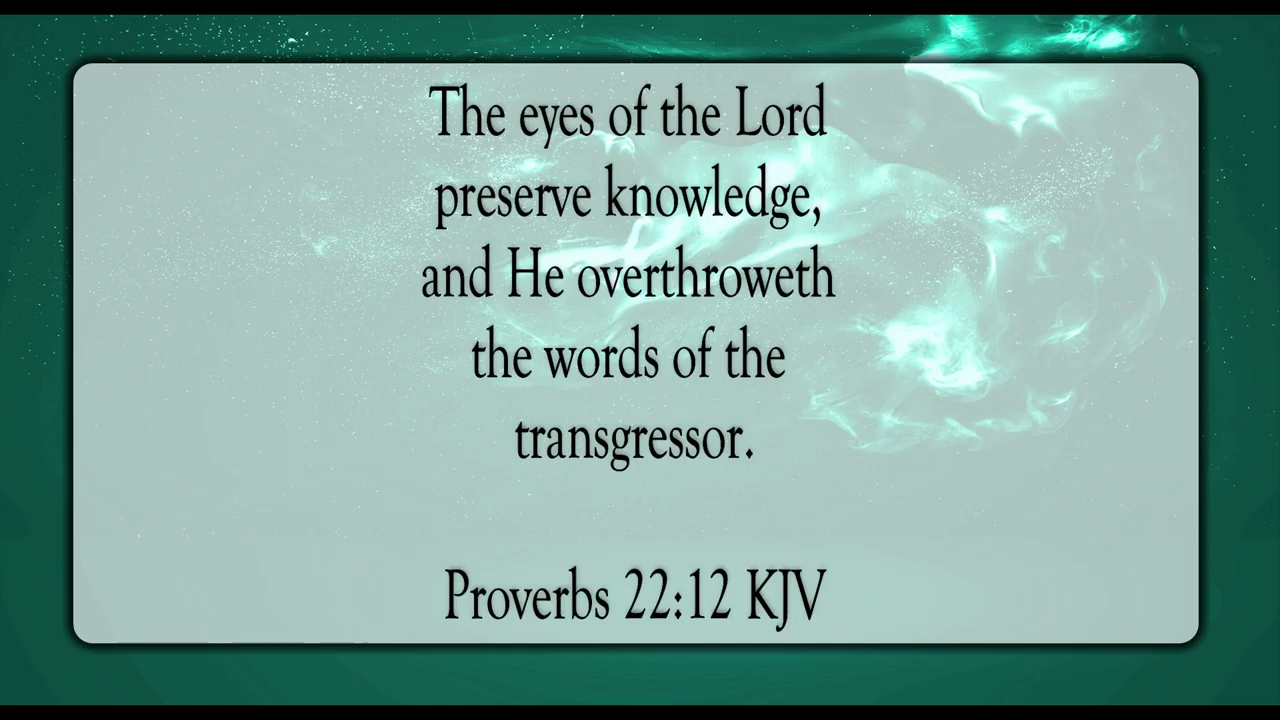 The eyes of the Lord
preserve knowledge,
and He overthroweth
the words of the
transgressor.
Proverbs 22:12 KJV